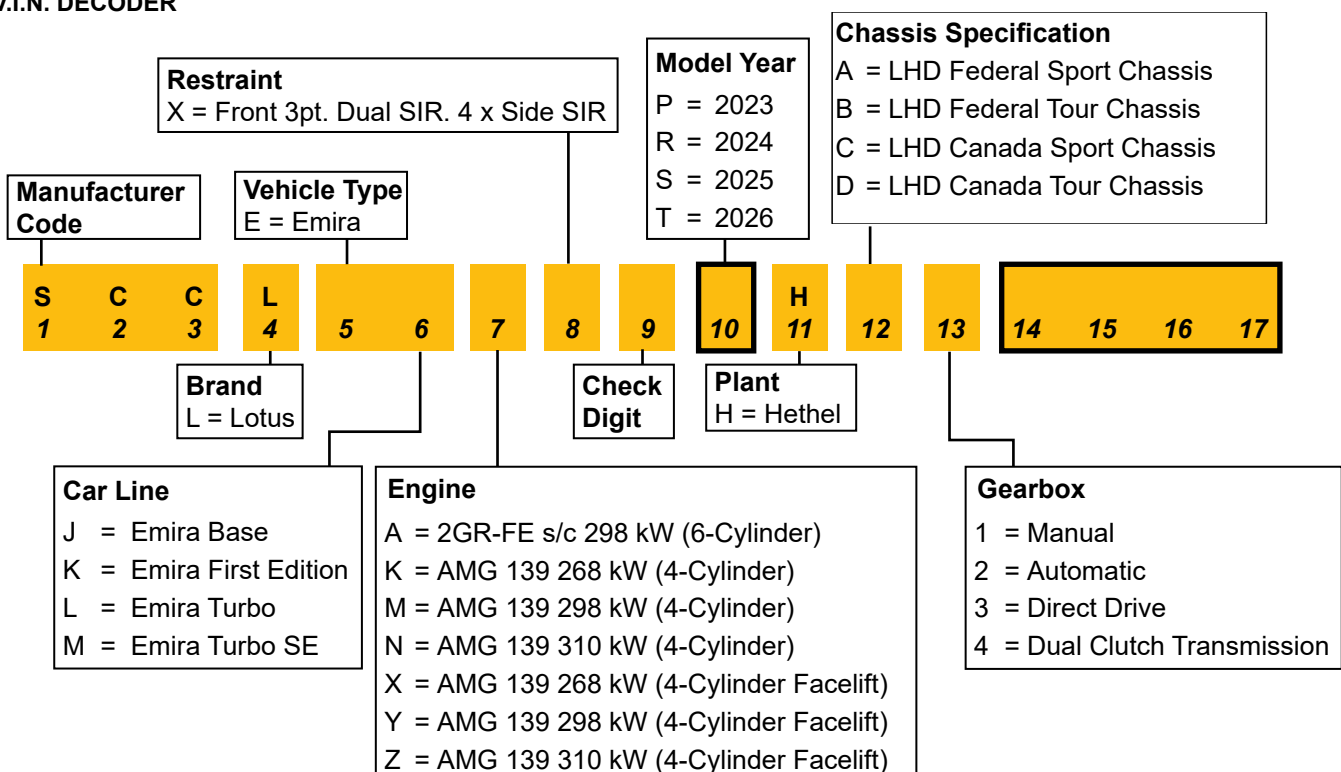 V.I.N. DECODER
Restraint
X = Front 3pt. Dual SIR. 4 x Side SIR
Model Year
P = 2023
R = 2024
S = 2025
T = 2026
Chassis Specification
A = LHD Federal Sport Chassis
B = LHD Federal Tour Chassis
C = LHD Canada Sport Chassis
D = LHD Canada Tour Chassis
Manufacturer
Code
Vehicle Type
E = Emira
S C C L H
1 2 3 4 5 6 7 8 9 10 11 12 13 14 15 16 17
Brand
L = Lotus
Check
Digit
Plant
H = Hethel
Car Line
J = Emira Base
K = Emira First Edition
L = Emira Turbo
M = Emira Turbo SE
Engine
A = 2GR-FE s/c 298 kW (6-Cylinder)
K = AMG 139 268 kW (4-Cylinder)
M = AMG 139 298 kW (4-Cylinder)
N = AMG 139 310 kW (4-Cylinder)
X = AMG 139 268 kW (4-Cylinder Facelift)
Y = AMG 139 298 kW (4-Cylinder Facelift)
Z = AMG 139 310 kW (4-Cylinder Facelift)
Gearbox
1 = Manual
2 = Automatic
3 = Direct Drive
4 = Dual Clutch Transmission